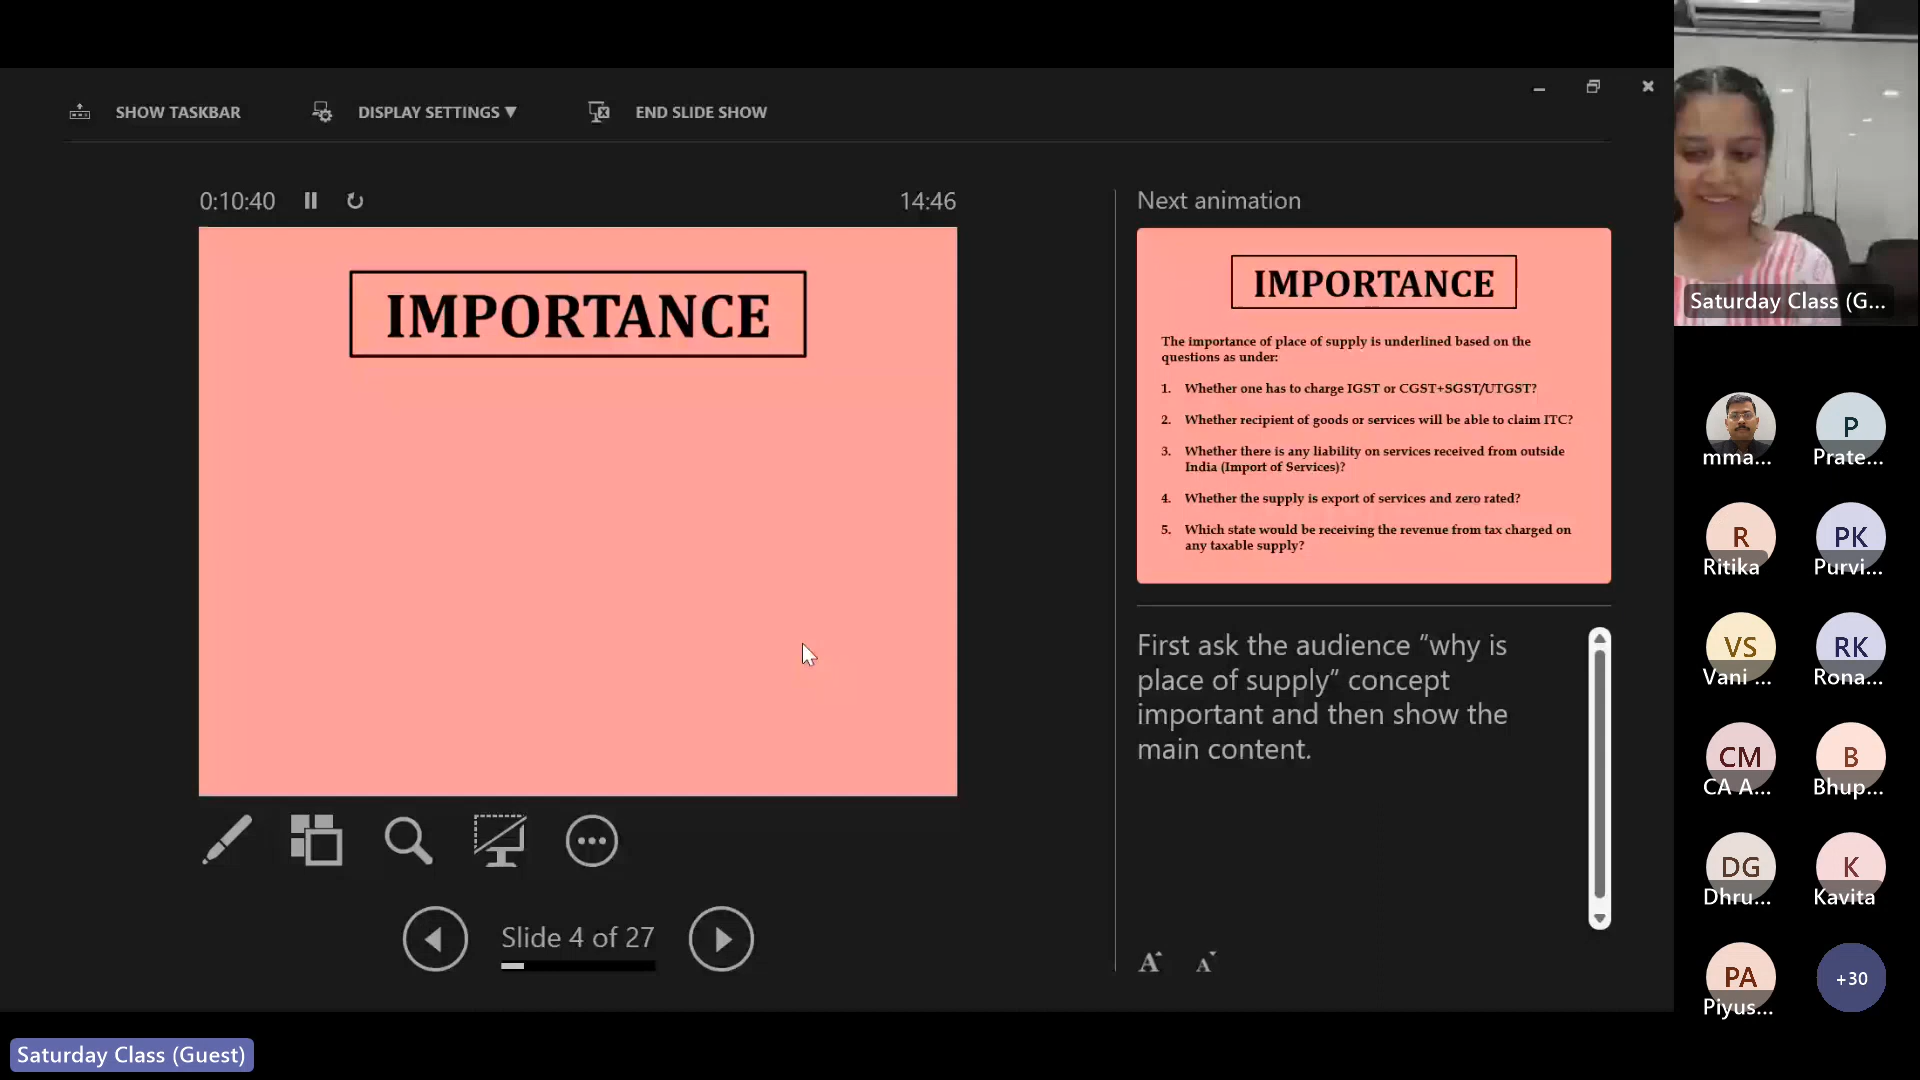 SHOW TASKBAR
DISPLAY SETTINGS ▼
END SLIDE SHOW
0:10:40
14:46
IMPORTANCE
Slide 4 of 27
Next animation
IMPORTANCE
The importance of place of supply is underlined based on the
questions as under:
1. Whether one has to charge IGST or CGST+SGST/UTGST?
2. Whether recipient of goods or services will be able to claim ITC?
3. Whether there is any liability on services received from outside
India (Import of Services)?
4. Whether the supply is export of services and zero rated?
5. Which state would be receiving the revenue from tax charged on
any taxable supply?
First ask the audience “why is
place of supply” concept
important and then show the
main content.
A A
Saturday Class (G...
mma...
P
Prate...
R
Ritika
PK
Purvi...
VS
Vani ...
RK
Rona...
CM
CA A...
B
Bhup...
DG
Dhru...
K
Kavita
PA
Piyus...
+30
Saturday Class (Guest)